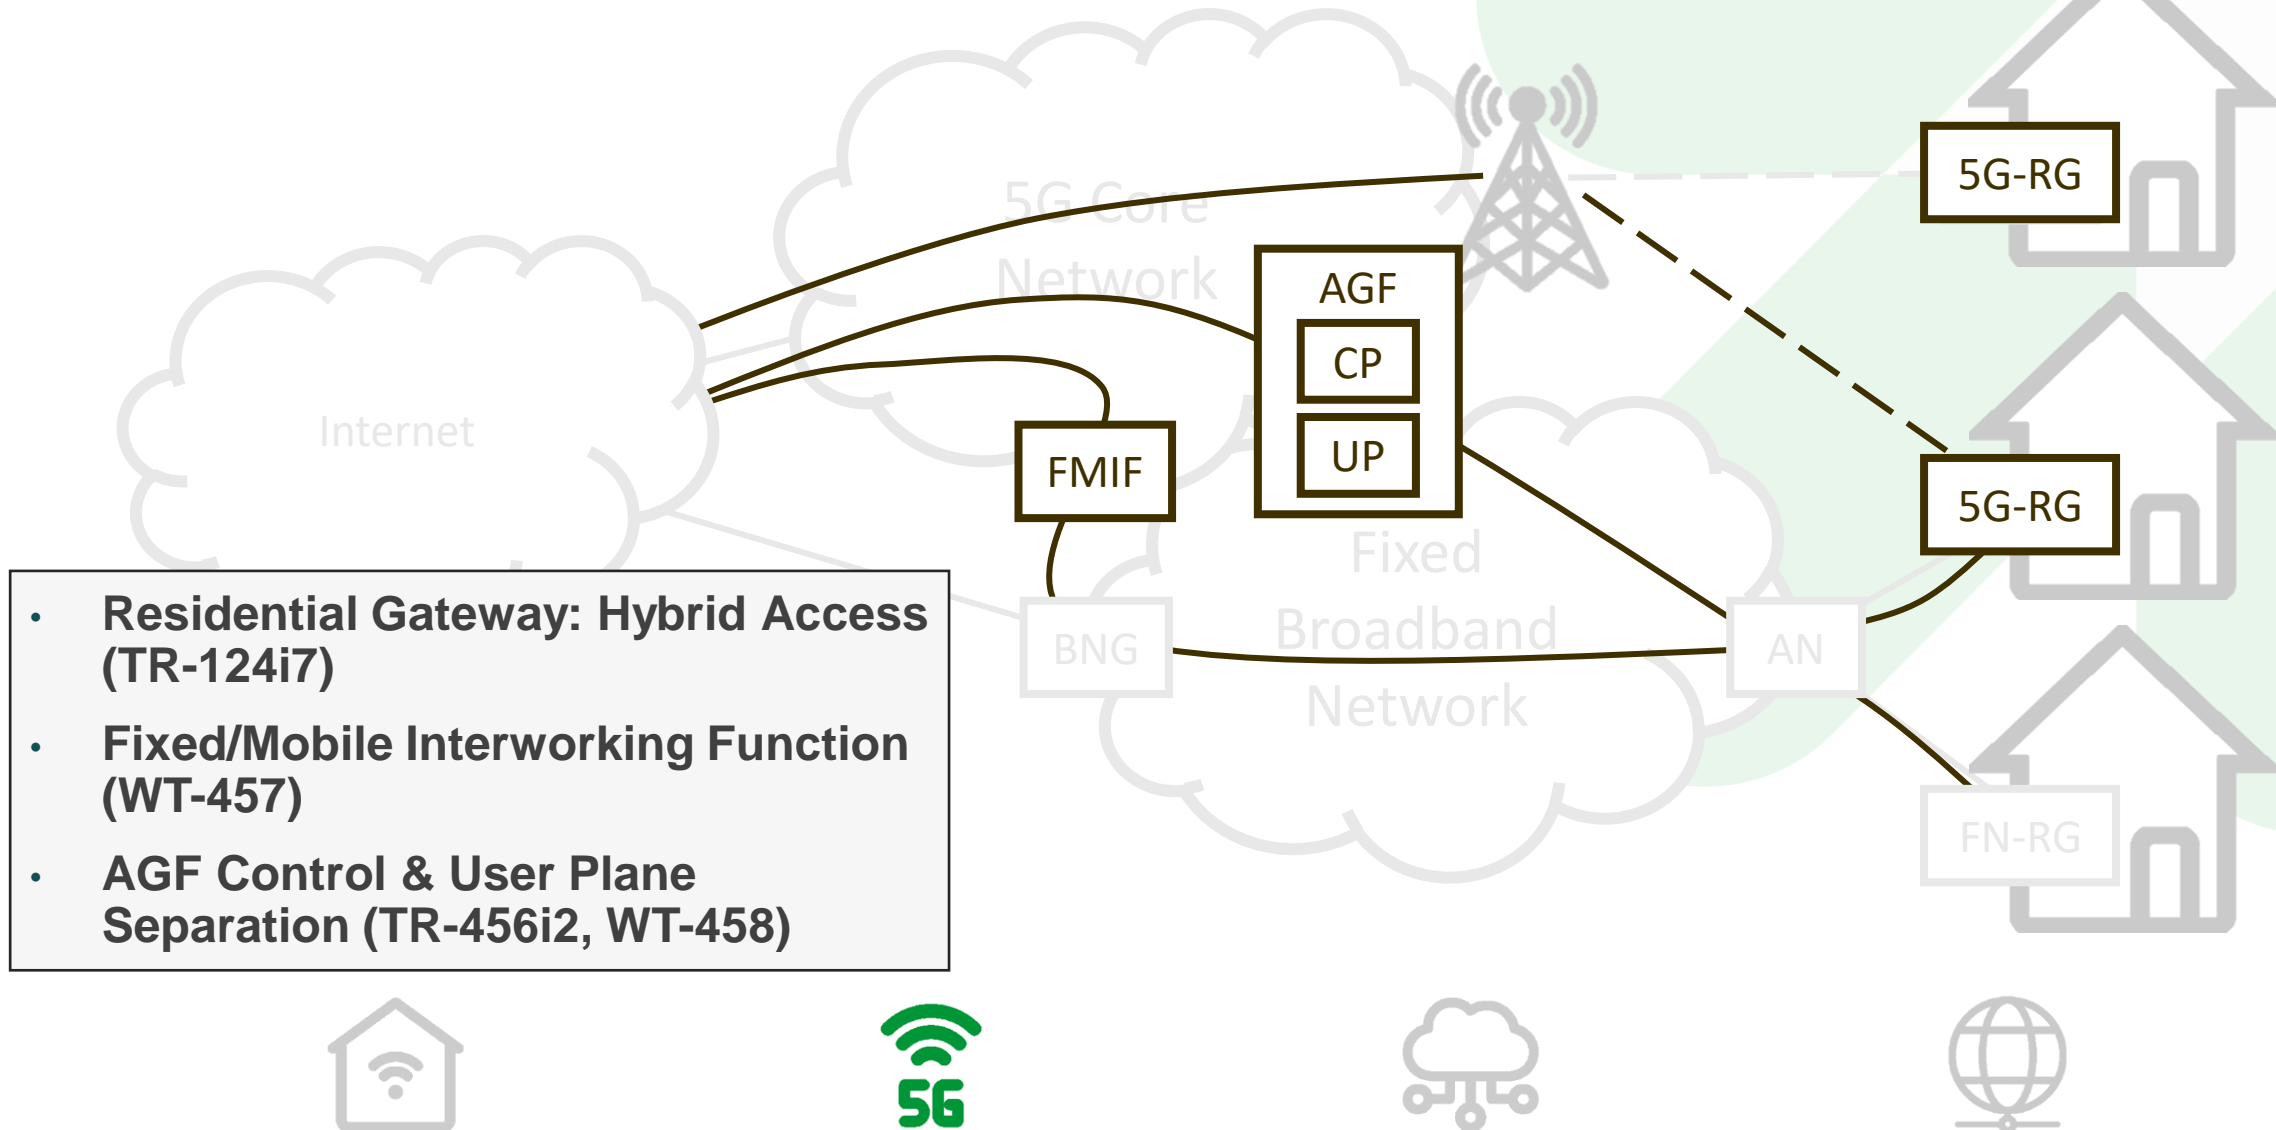 5G Core
Network
5G-RG
AGF
CP
UP
Internet
FMIF
5G-RG
Fixed
Broadband
Network
BNG
AN
FN-RG
• Residential Gateway: Hybrid Access
(TR-124i7)
• Fixed/Mobile Interworking Function
(WT-457)
• AGF Control & User Plane
Separation (TR-456i2, WT-458)
5G